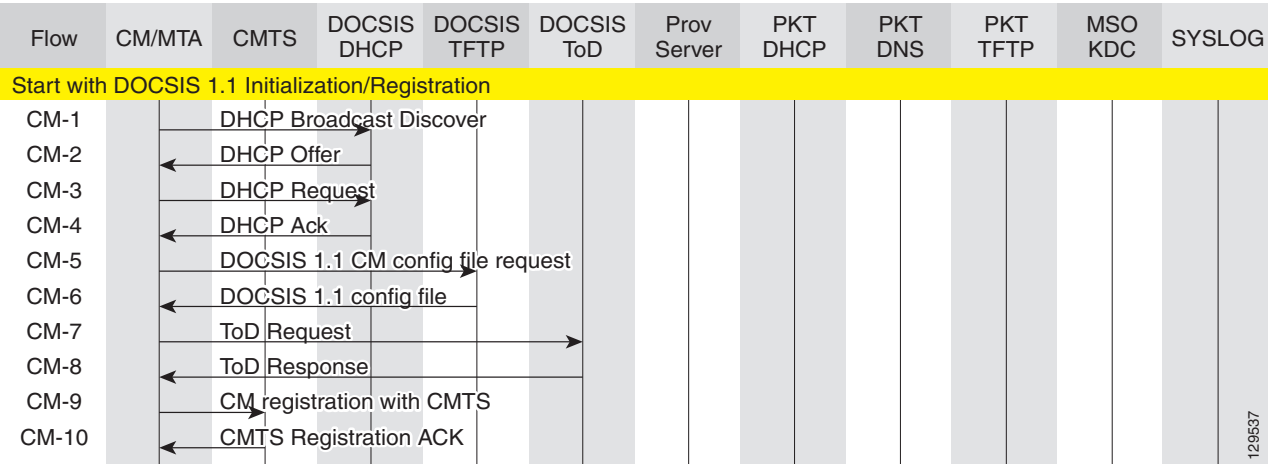 Flow CM/MTA CMTS DOCSIS DHCP DOCSIS TFTP DOCSIS ToD Prov Server PKT DHCP PKT DNS PKT TFTP MSO KDC SYSLOG
Start with DOCSIS 1.1 Initialization/Registration
CM-1 DHCP Broadcast Discover
CM-2 DHCP Offer
CM-3 DHCP Request
CM-4 DHCP Ack
CM-5 DOCSIS 1.1 CM config file request
CM-6 DOCSIS 1.1 config file
CM-7 ToD Request
CM-8 ToD Response
CM-9 CM registration with CMTS
CM-10 CMTS Registration ACK
129537